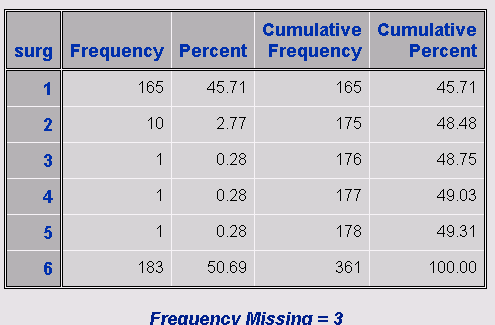 Cumulative Cumulative
surg Frequency Percent Frequency Percent
1 165 45.71 165 45.71
2 10 2.77 175 48.48
3 1 0.28 176 48.75
4 1 0.28 177 49.03
5 1 0.28 178 49.31
6 183 50.69 361 100.00
Frequency Missing = 3